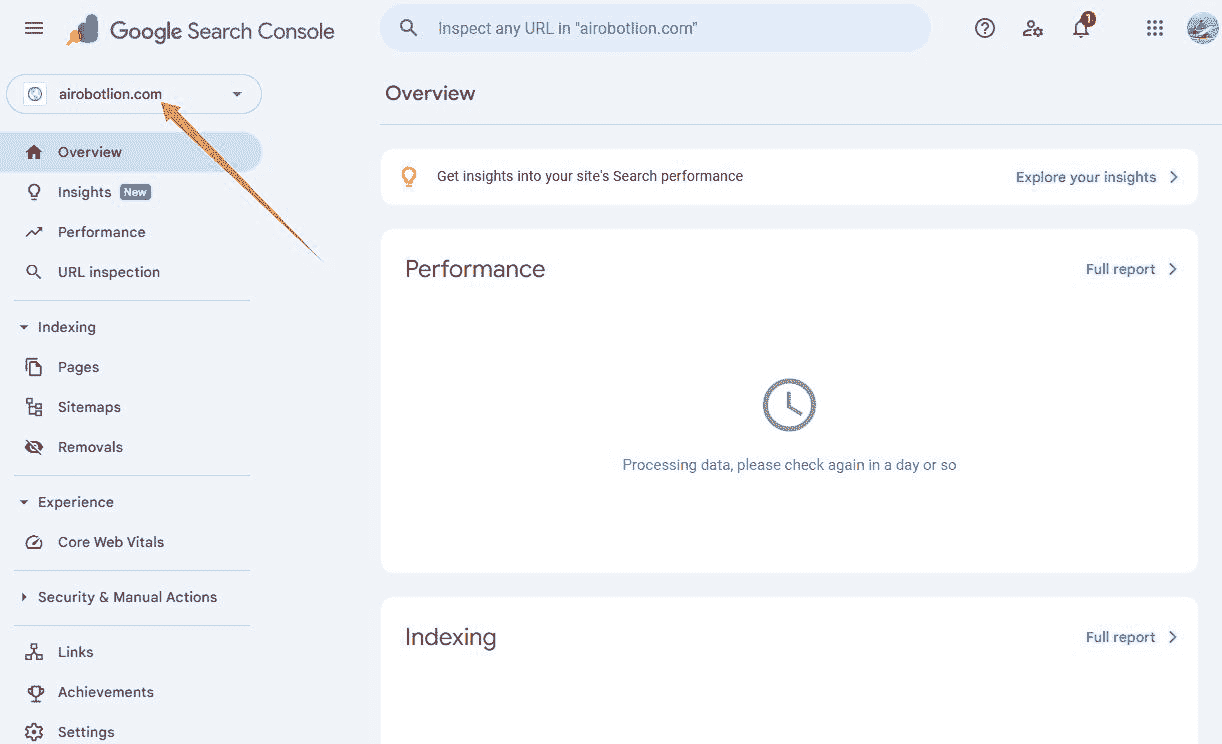 Google Search Console
Inspect any URL in "airobotlion.com"
1
airobotlion.com
Overview
Insights New
Performance
URL inspection
Indexing
Pages
Sitemaps
Removals
Experience
Core Web Vitals
Security & Manual Actions
Links
Achievements
Settings
Overview
Get insights into your site's Search performance
Explore your insights
Performance
Full report
Processing data, please check again in a day or so
Indexing
Full report